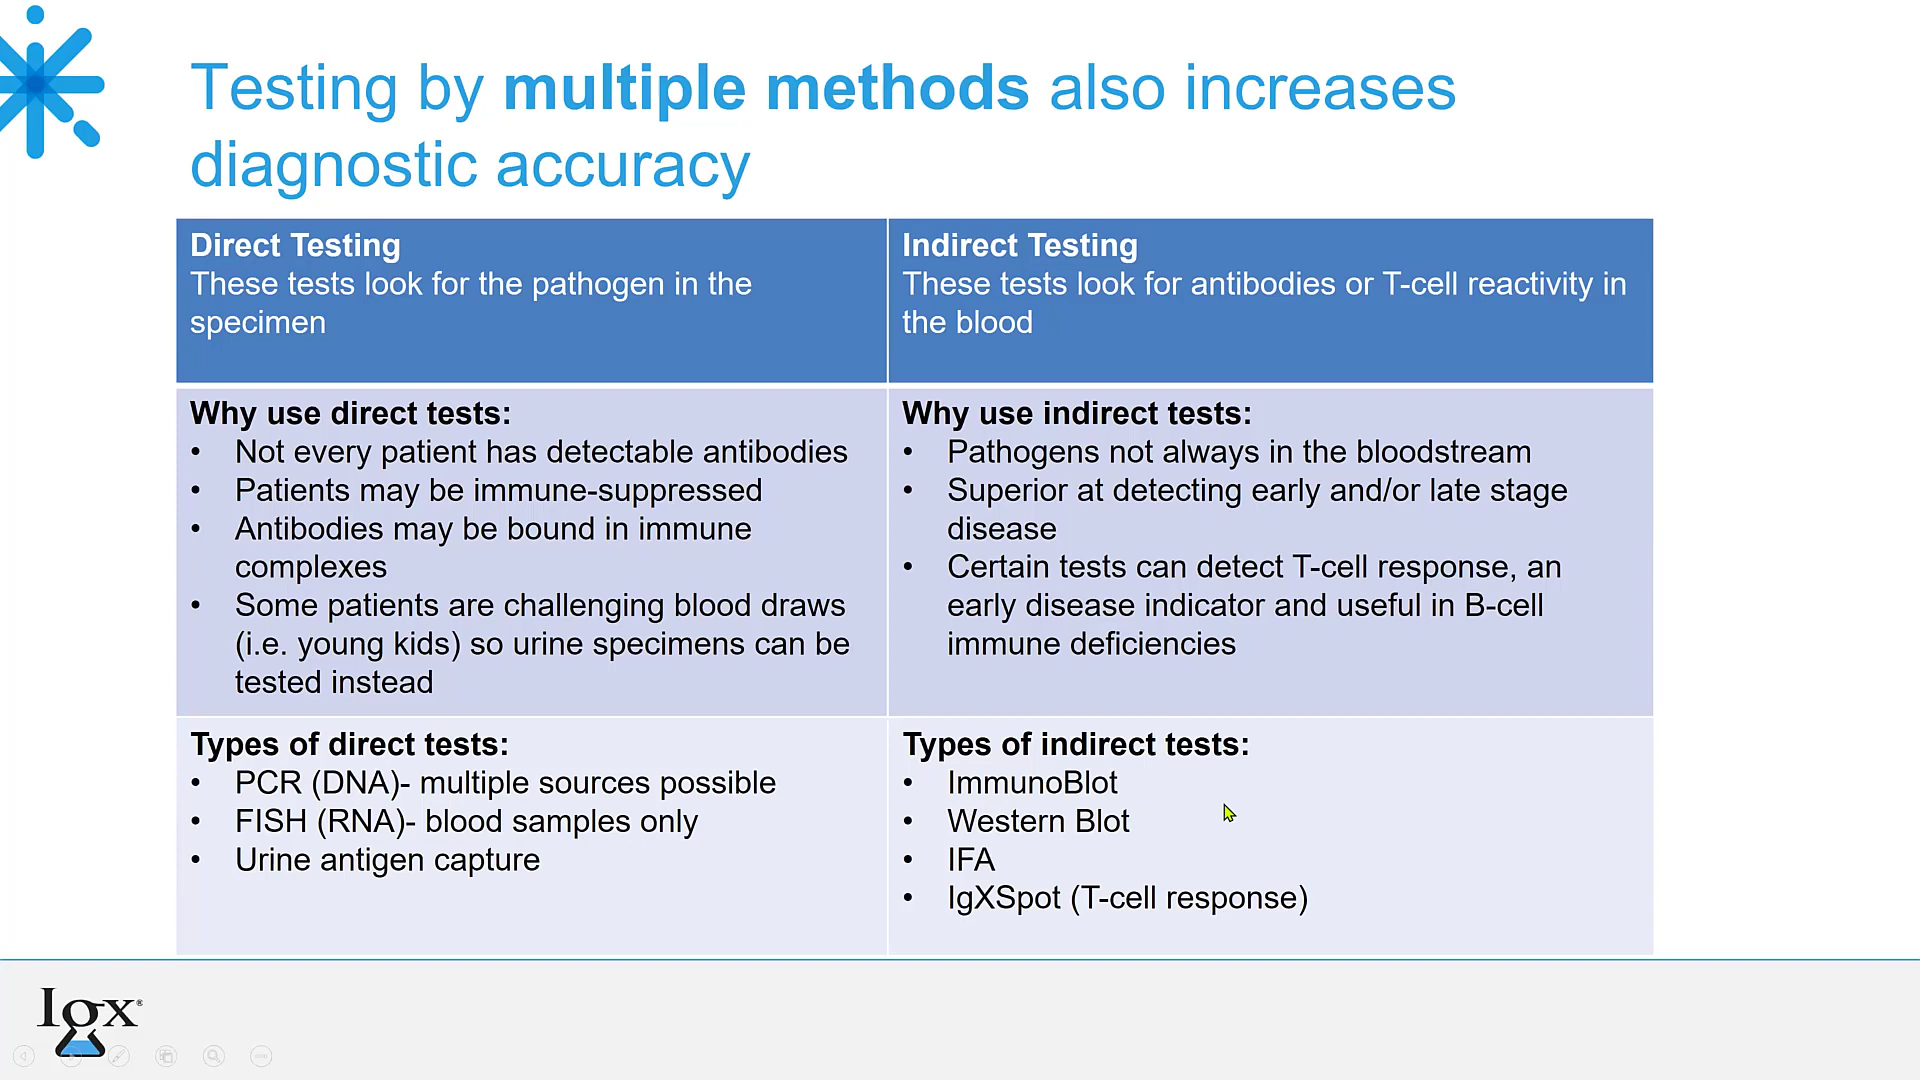 Testing by multiple methods also increases
diagnostic accuracy
Direct Testing
These tests look for the pathogen in the
specimen
Indirect Testing
These tests look for antibodies or T-cell reactivity in
the blood
Why use direct tests:
• Not every patient has detectable antibodies
• Patients may be immune-suppressed
• Antibodies may be bound in immune
complexes
• Some patients are challenging blood draws
(i.e. young kids) so urine specimens can be
tested instead
Why use indirect tests:
• Pathogens not always in the bloodstream
• Superior at detecting early and/or late stage
disease
• Certain tests can detect T-cell response, an
early disease indicator and useful in B-cell
immune deficiencies
Types of direct tests:
• PCR (DNA)- multiple sources possible
• FISH (RNA)- blood samples only
• Urine antigen capture
Types of indirect tests:
• ImmunoBlot
• Western Blot
• IFA
• IgXSpot (T-cell response)
Igx®